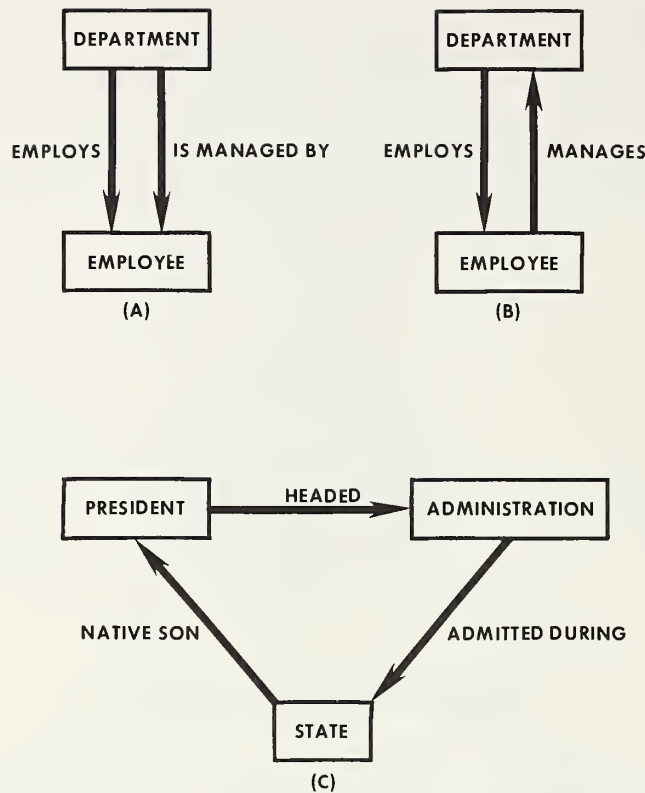 DEPARTMENT DEPARTMENT
EMPLOYS IS MANAGED BY EMPLOYS MANAGES
EMPLOYEE EMPLOYEE
(A) (B)
PRESIDENT HEADED ADMINISTRATION
NATIVE SON ADMITTED DURING
STATE
(C)